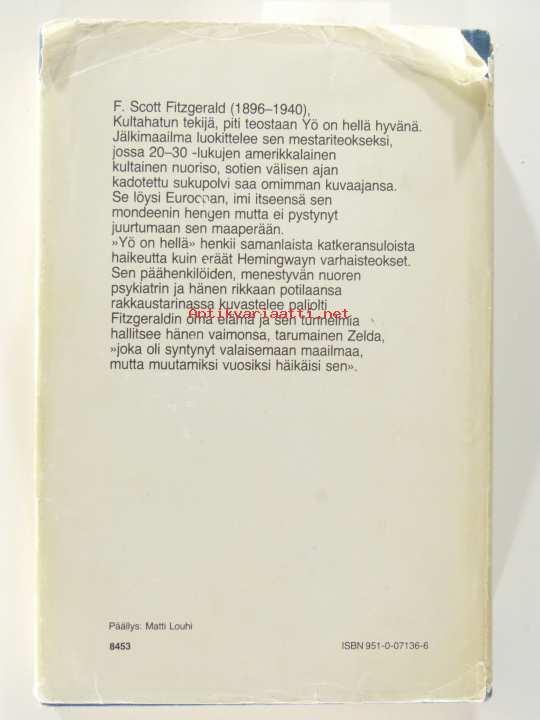 F. Scott Fitzgerald (1896–1940),
Kultahatun tekijä, piti teostaan Yö on hellä hyvänä.
Jälkimaailma luokittelee sen mestariteokseksi,
jossa 20–30 -lukujen amerikkalainen
kultainen nuoriso, sotien välisen ajan
kadotettu sukupolvi saa omimman kuvaajansa.
Se löysi Euroopan, imi itseensä sen
mondeenin hengen mutta ei pystynyt
juurtumaan sen maaperään.
»Yö on hellä» henkii samanlaista katkeransuloista
haikeutta kuin eräät Hemingwayn varhaisteokset.
Sen päähenkilöiden, menestyvän nuoren
psykiatrin ja hänen rikkaan potilaansa
rakkaustarinassa kuvastelee paljolti
Antikvariaatti.net
Fitzgeraldin oma elämä ja sen tunnelmia
hallitsee hänen vaimonsa, tarumainen Zelda,
»joka oli syntynyt valaisemaan maailmaa,
mutta muutamiksi vuosiksi häikäisi sen».
Päällys: Matti Louhi
8453 ISBN 951-0-07136-6